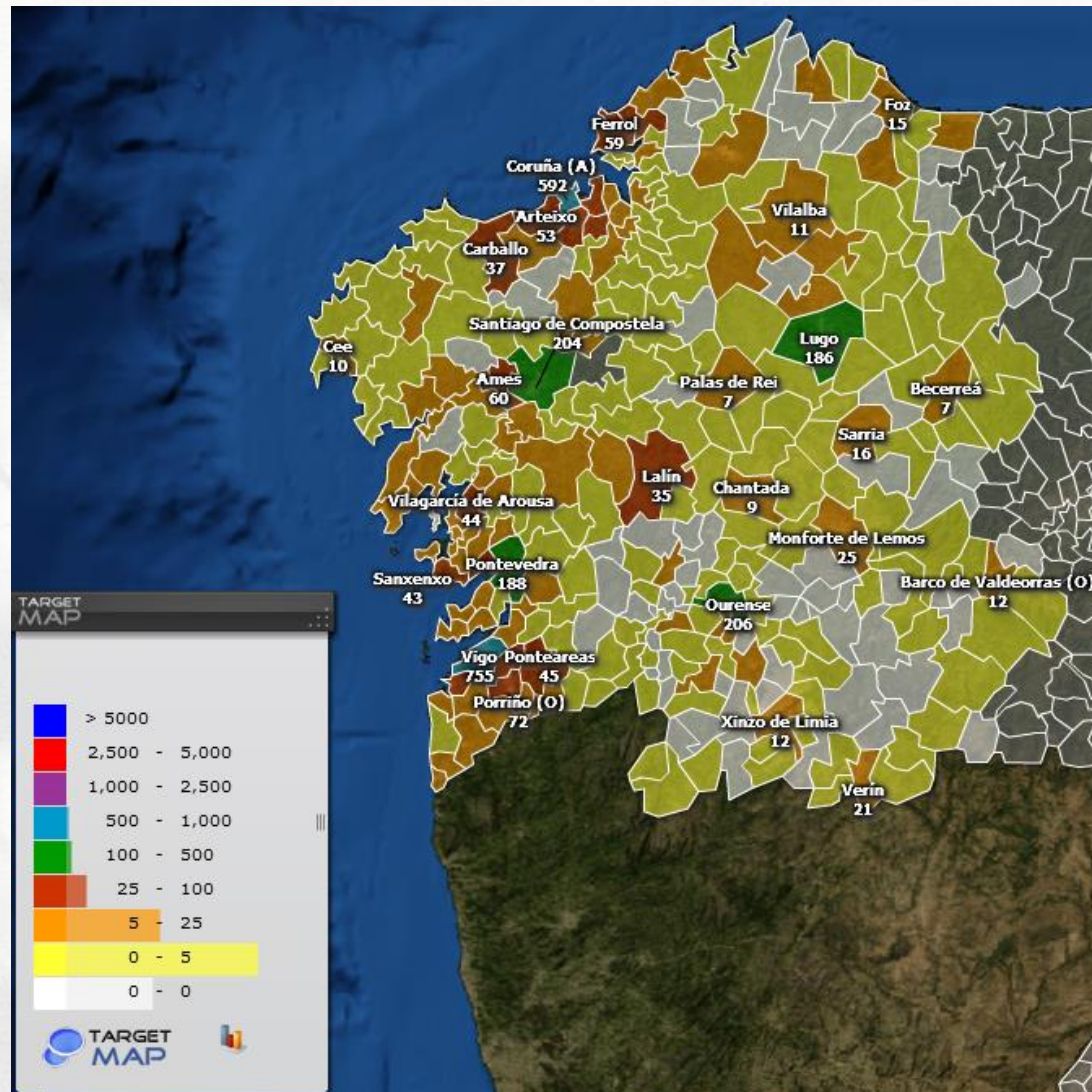 Foz
15
Ferrol
59
Coruña (A)
592
Arteixo
53
Vilalba
11
Carballo
37
Santiago de Compostela
204
Lugo
186
Cee
10
Ames
60
Palas de Rei
7
Becerreá
7
Sarria
16
Lalín
35
Chantada
9
Vilagarcía de Arousa
44
Monforte de Lemos
25
Pontevedra
188
Sanxenxo
43
Barco de Valdeorras (O)
12
Ourense
206
Vigo
755
Ponteareas
45
Porriño (O)
72
Xinzo de Limia
12
Verín
21
TARGET
MAP
> 5000
2,500 - 5,000
1,000 - 2,500
500 - 1,000
100 - 500
25 - 100
5 - 25
0 - 5
0 - 0
TARGET
MAP